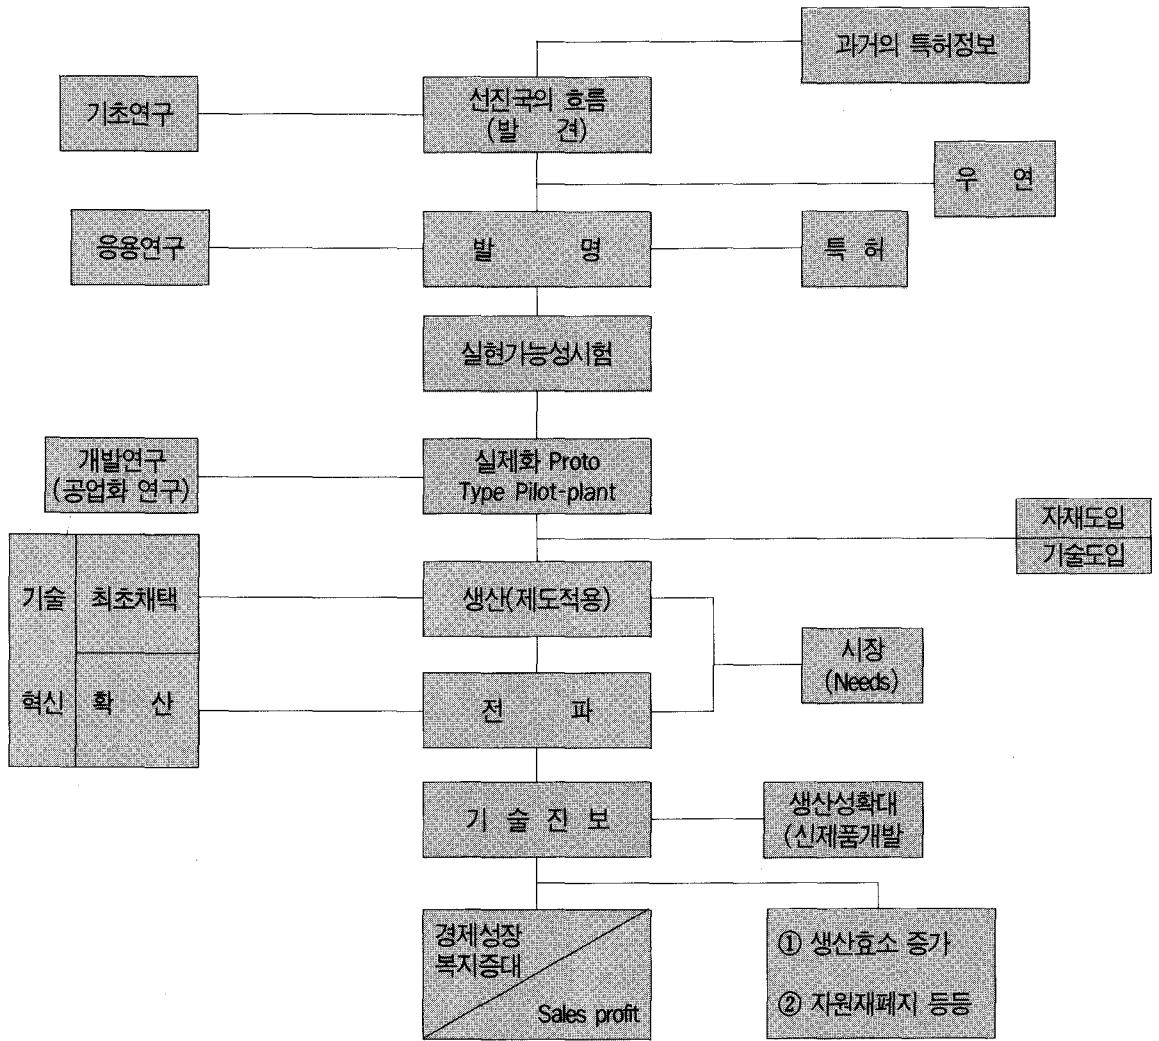 과거의 특허정보
기초연구
선진국의 흐름
(발 견)
우 연
응용연구
발 명
특 허
실현가능성시험
개발연구
(공업화 연구)
실제화 Proto
Type Pilot-plant
자재도입
기술도입
기술
혁신
최초채택
확 산
생산(제도적용)
시장
(Needs)
전 파
기 술 진 보
생산성확대
(신제품개발
경제성장
복지증대
Sales profit
① 생산효소 증가
② 자원재폐지 등등